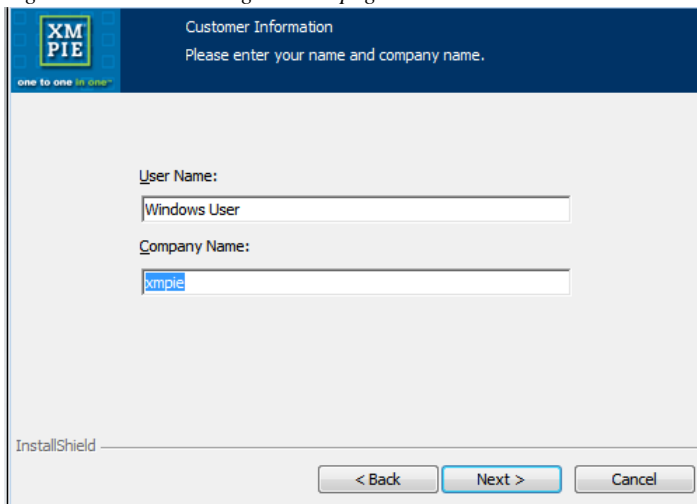 XM
PIE
one to one in one
Customer Information
Please enter your name and company name.
User Name:
Windows User
Company Name:
xmpie
InstallShield
< Back
Next >
Cancel